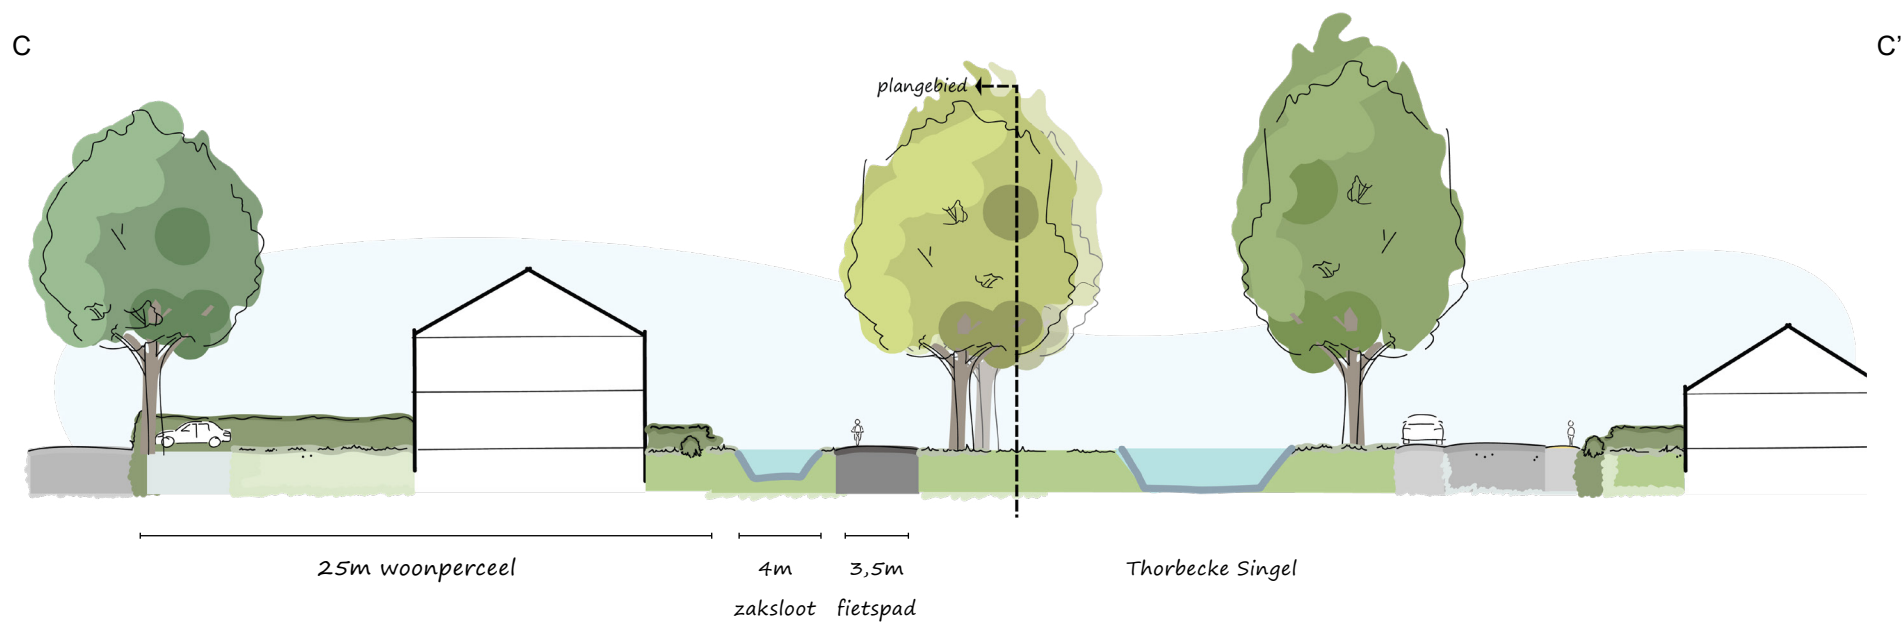 C
C'
plangebied
25m woonperceel
4m
zaksloot
3,5m
fietspad
Thorbecke Singel